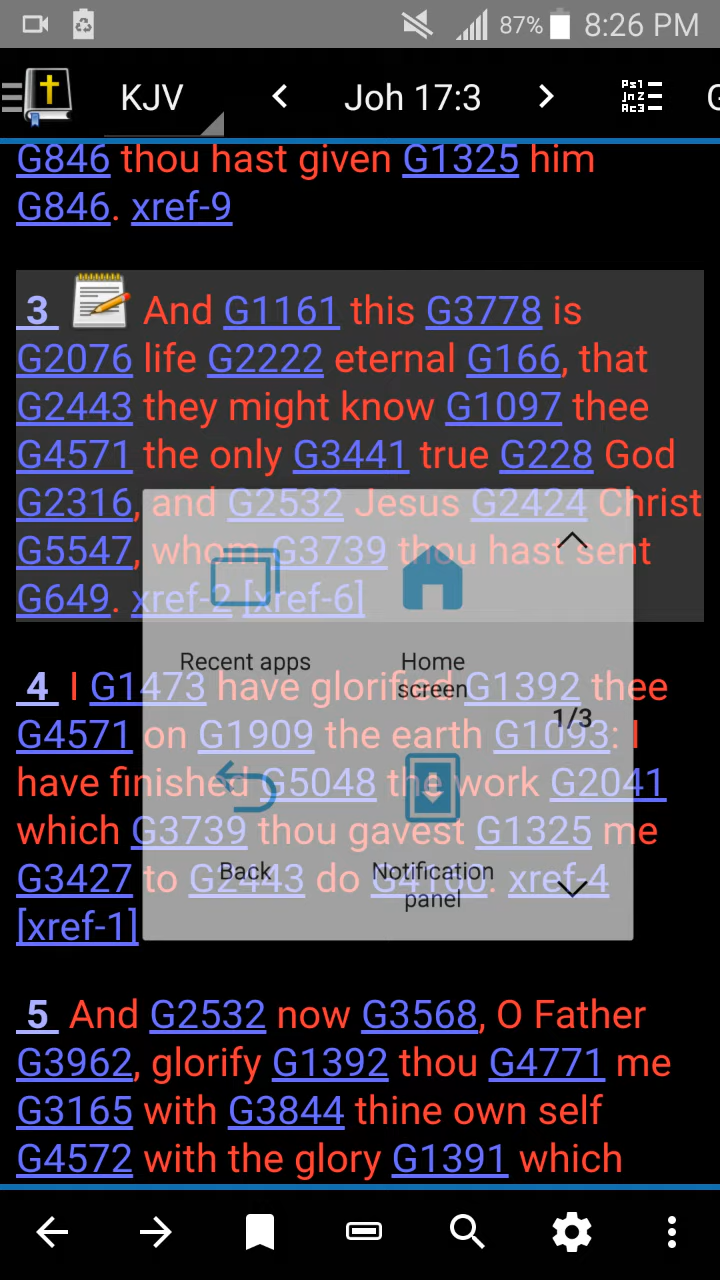 87% 8:26 PM
KJV < Joh 17:3 >
G846 thou hast given G1325 him
G846. xref-9
3 And G1161 this G3778 is
G2076 life G2222 eternal G166, that
G2443 they might know G1097 thee
G4571 the only G3441 true G228 God
G2316, and G2532 Jesus G2424 Christ
G5547, whom G3739 thou hast sent
G649. xref-2 [xref-6]
Recent apps
Home
screen
4 I G1473 have glorified G1392 thee
1/3
G4571 on G1909 the earth G1093: I
have finished G5048 the work G2041
which G3739 thou gavest G1325 me
Back
Notification
panel
G3427 to G2443 do G4160. xref-4
[xref-1]
5 And G2532 now G3568, O Father
G3962, glorify G1392 thou G4771 me
G3165 with G3844 thine own self
G4572 with the glory G1391 which